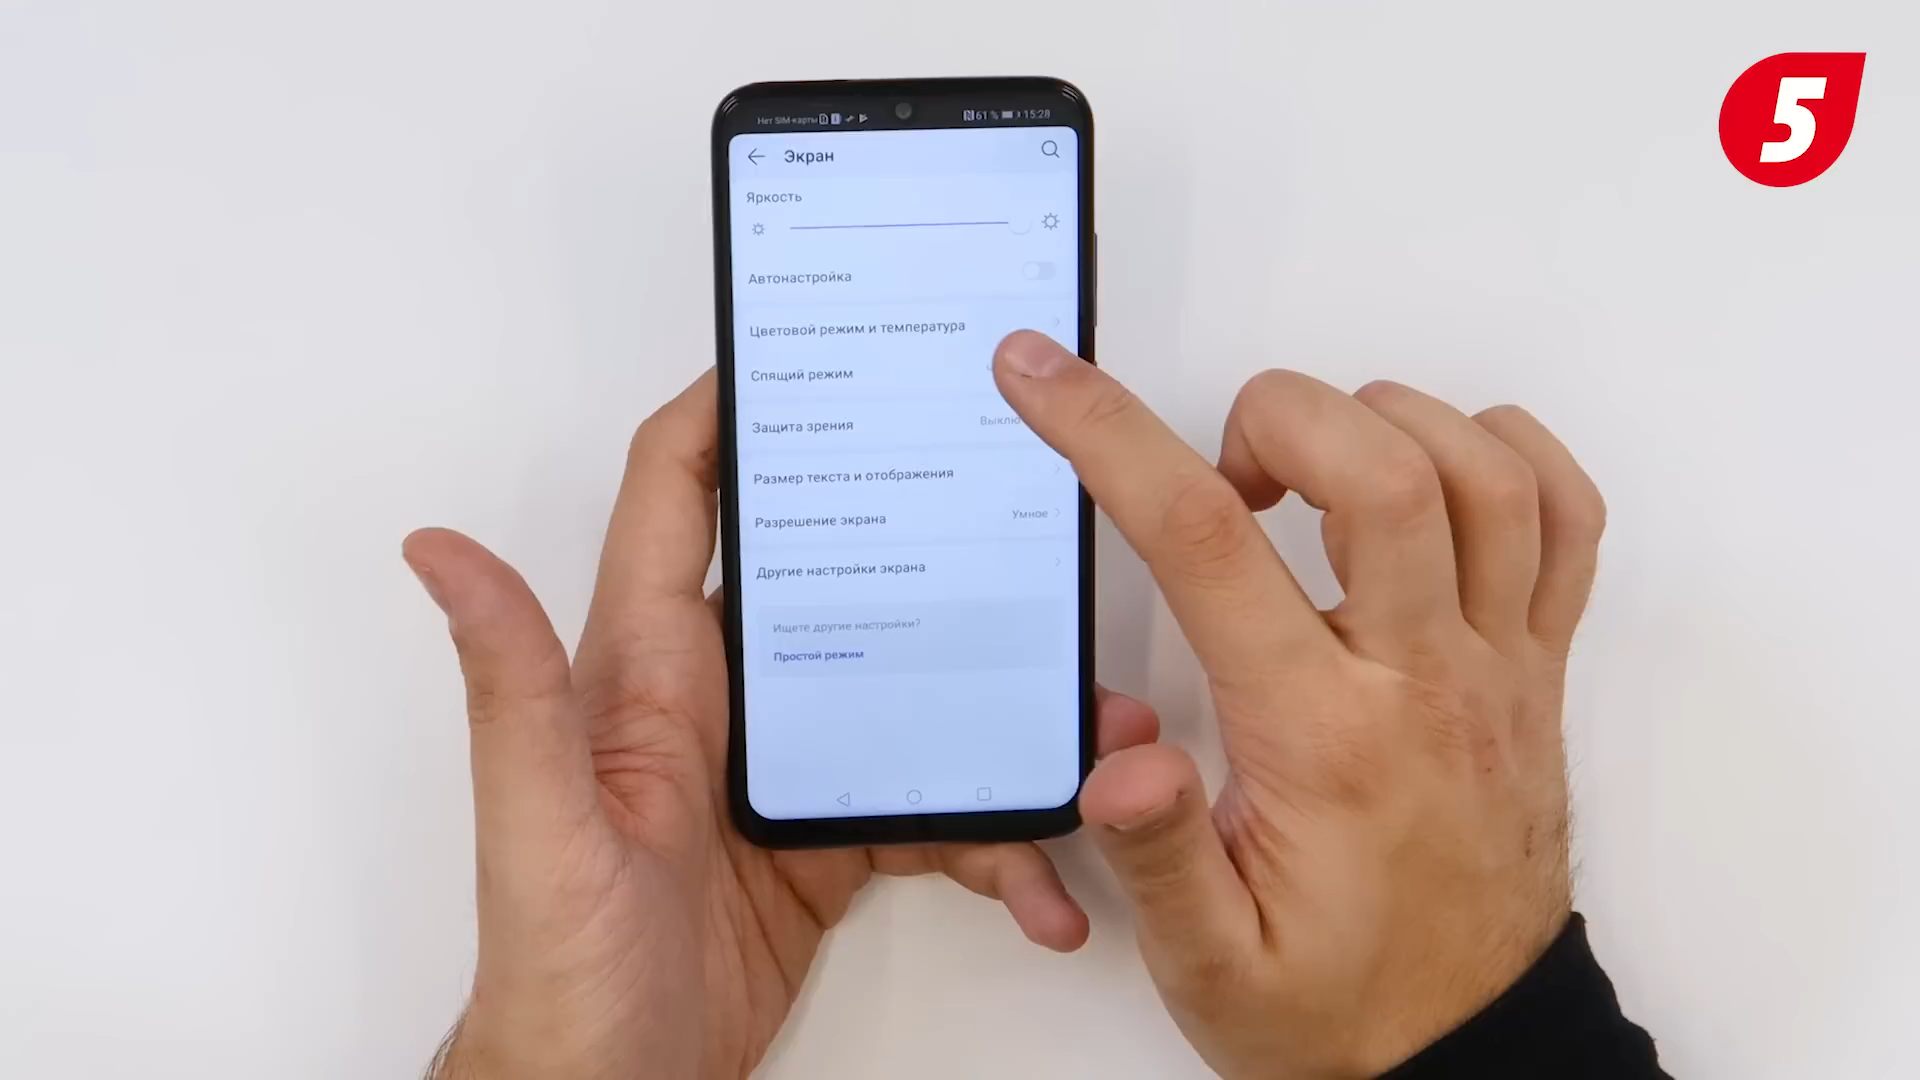 5
Нет SIM-карты 61 % 15:28
Экран
Яркость
Автонастройка
Цветовой режим и температура
Спящий режим
Защита зрения Выклю
Размер текста и отображения
Разрешение экрана Умное
Другие настройки экрана
Ищете другие настройки?
Простой режим